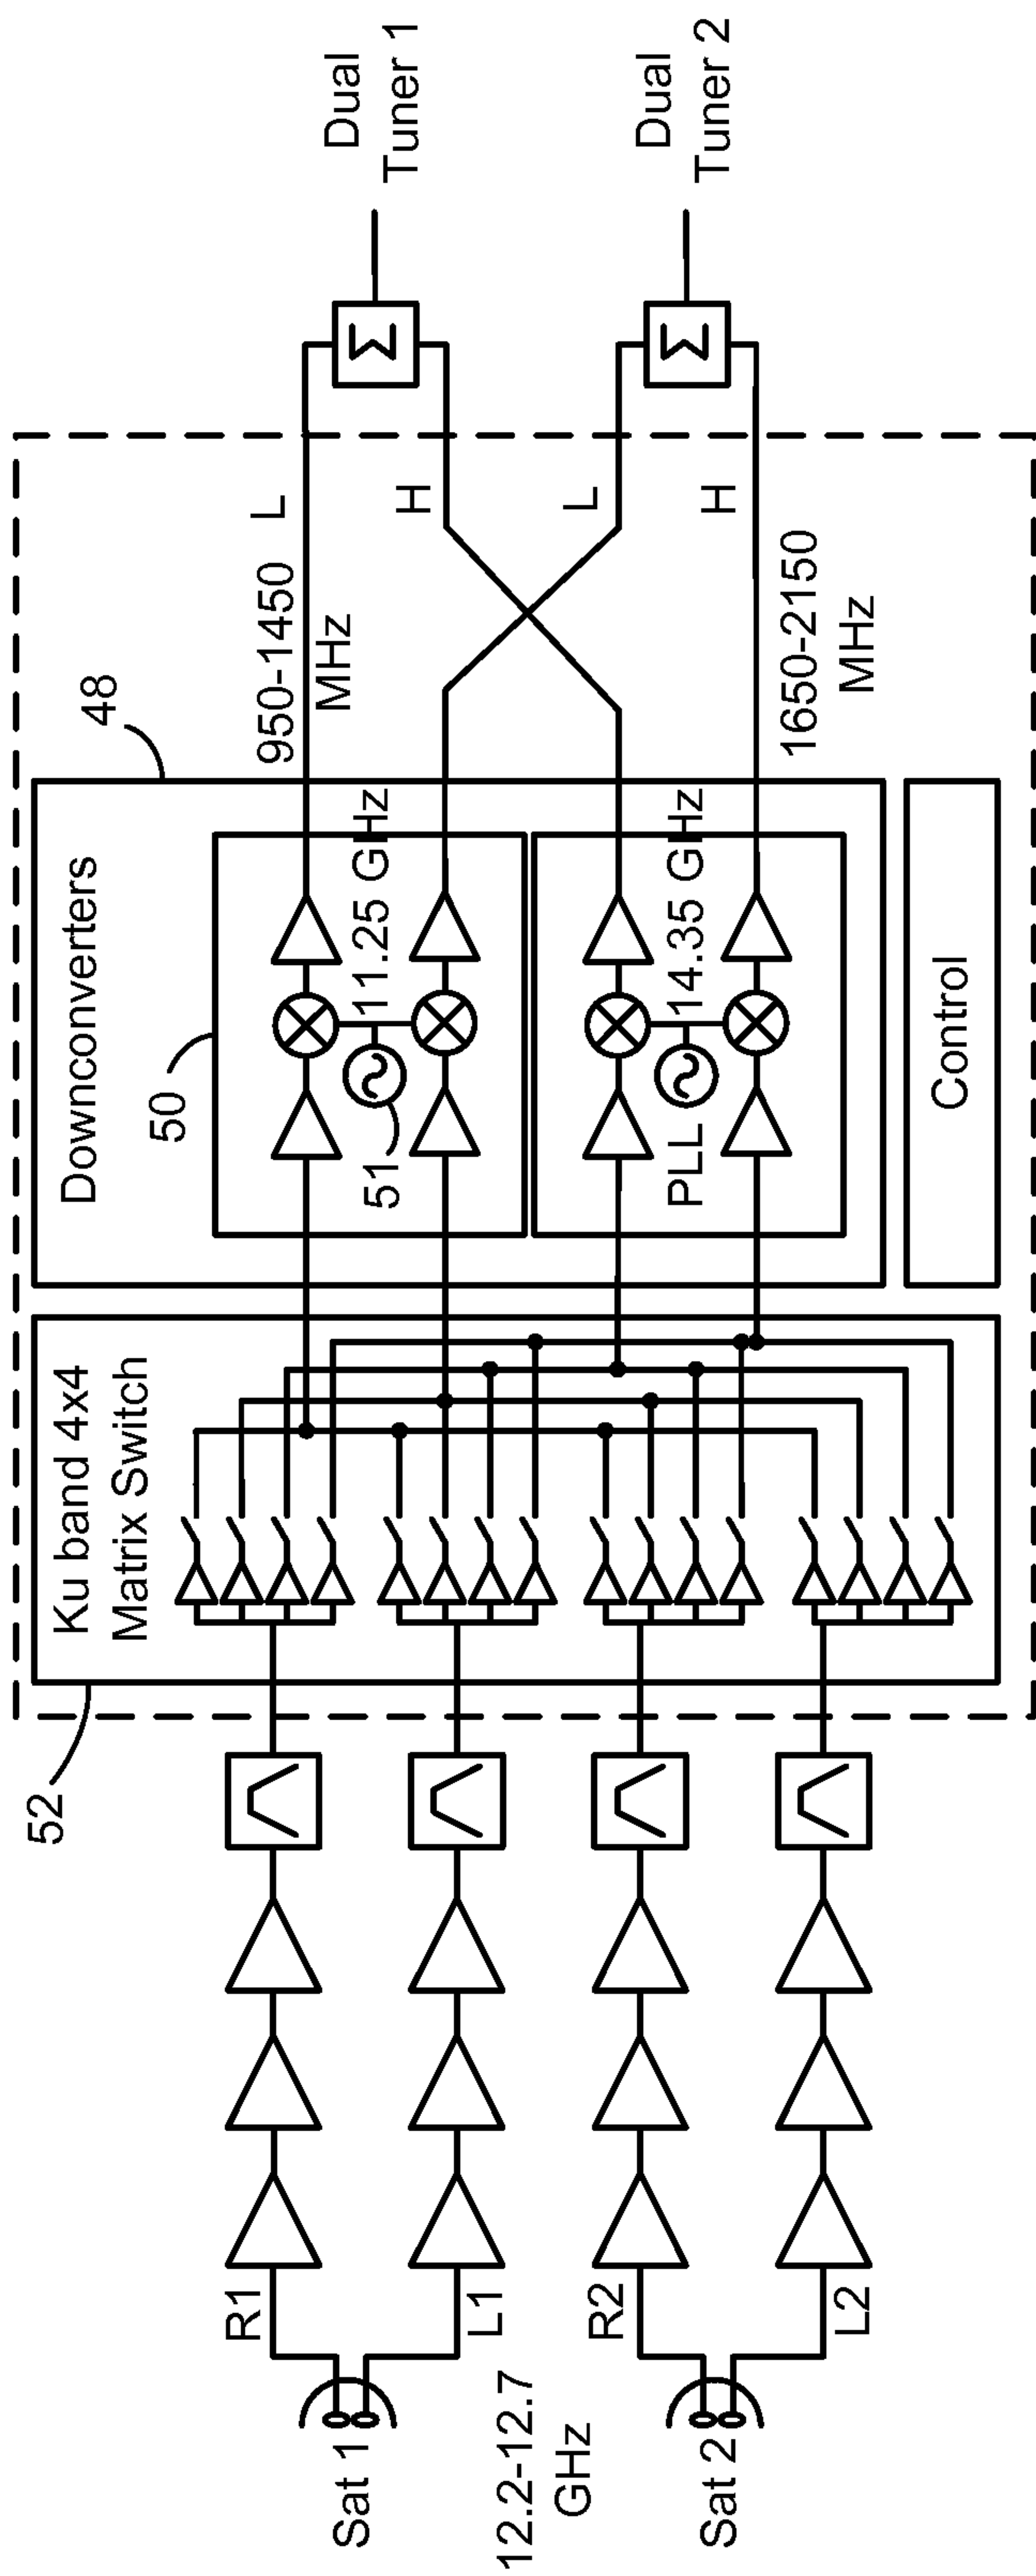 Sat 1
12.2-12.7
GHz
Sat 2
R1
L1
R2
L2
52
Ku band 4x4
Matrix Switch
Downconverters
48
50
51
11.25 GHz
PLL
14.35 GHz
Control
950-1450
MHz
L
H
L
H
1650-2150
MHz
Σ
Σ
Dual
Tuner 1
Dual
Tuner 2